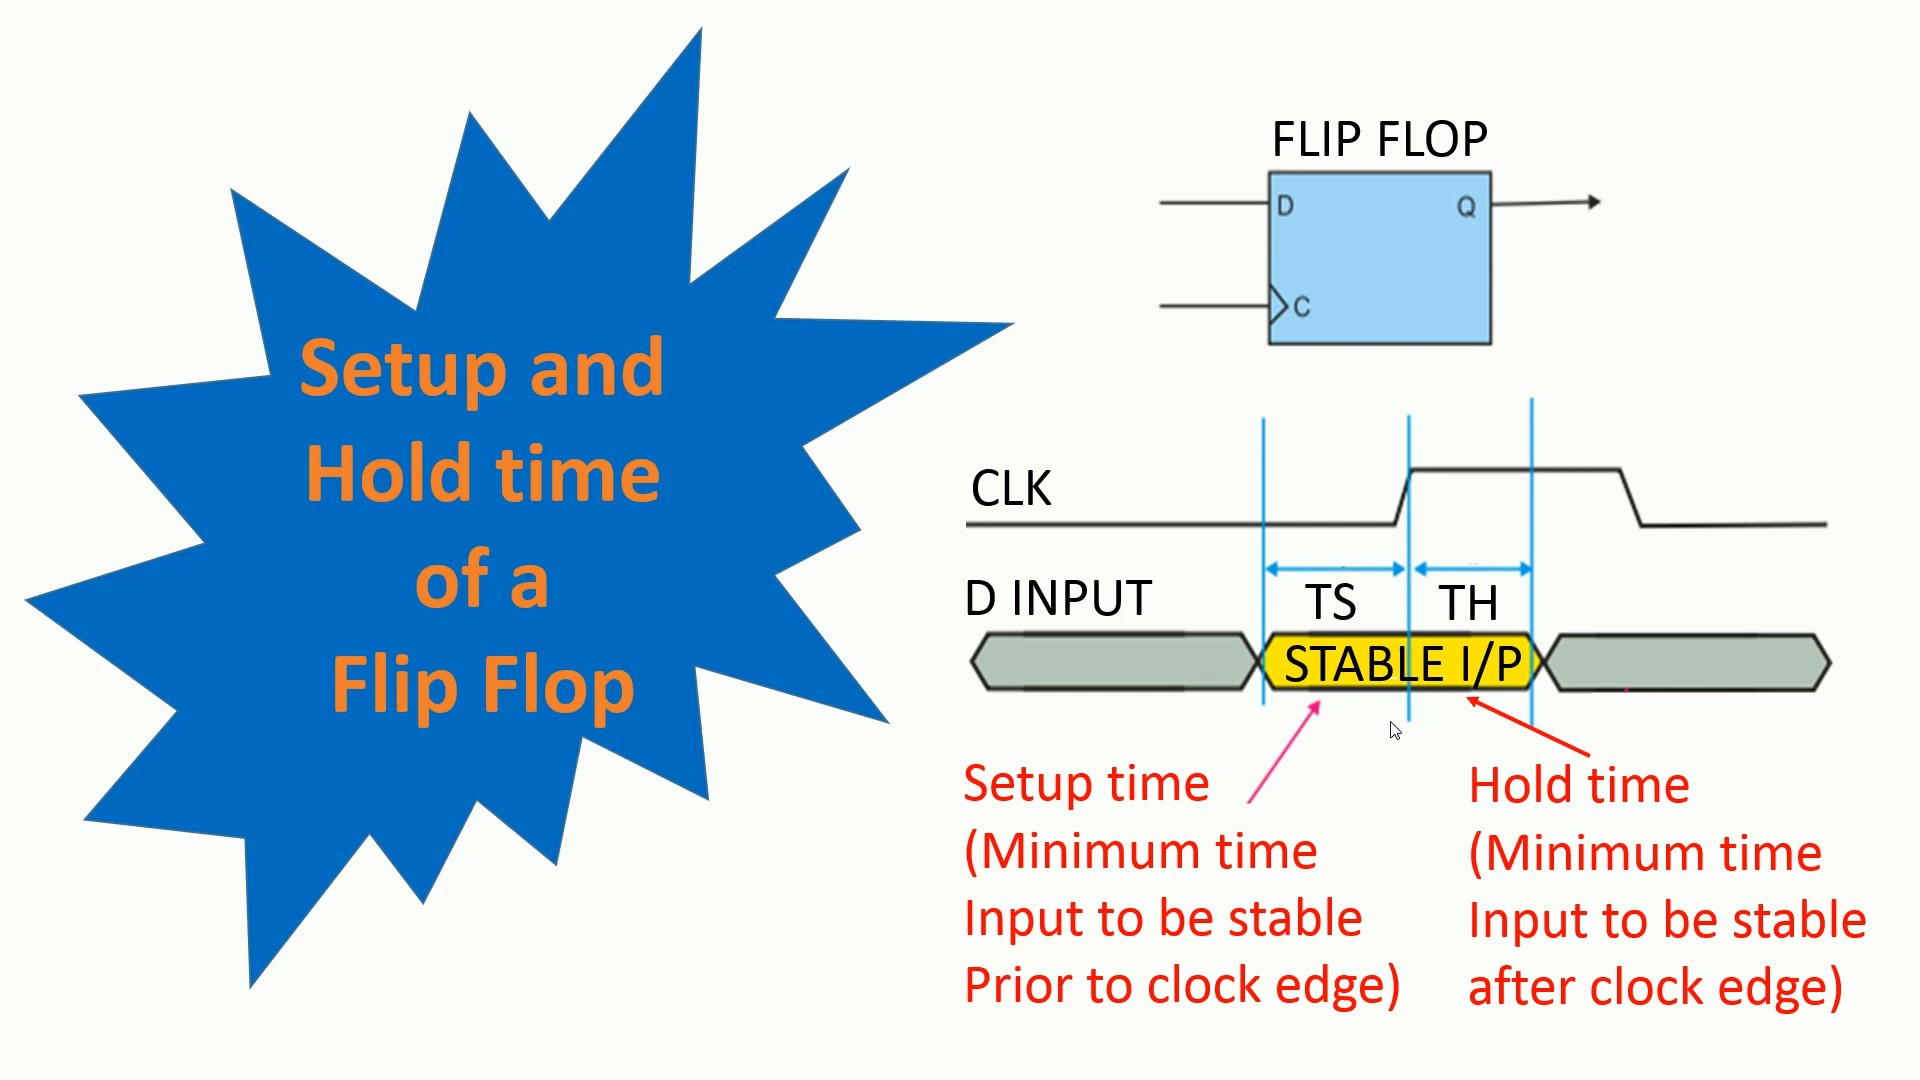 Setup and
Hold time
of a
Flip Flop
FLIP FLOP
D
Q
C
CLK
D INPUT
TS
TH
STABLE I/P
Setup time
(Minimum time
Input to be stable
Prior to clock edge)
Hold time
(Minimum time
Input to be stable
after clock edge)